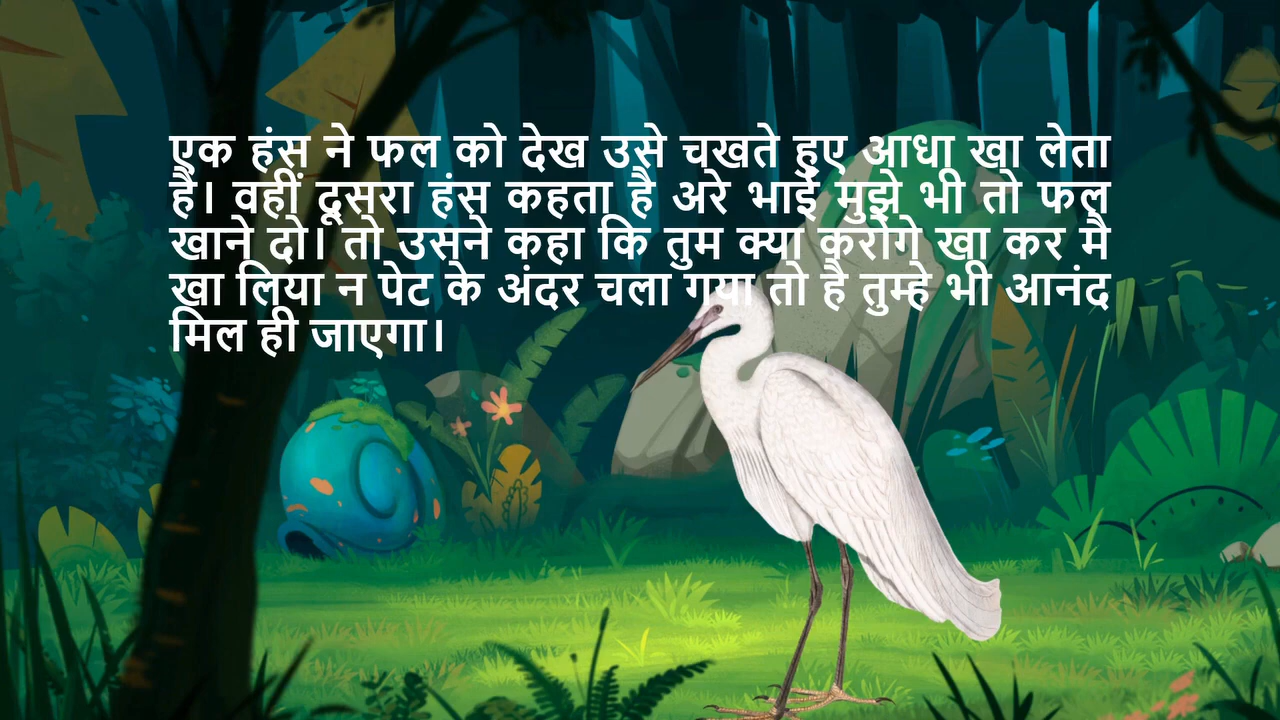 एक हंस ने फल को देख उसे चखते हुए आधा खा लेता
है। वहीं दूसरा हंस कहता है अरे भाई मुझे भी तो फल
खाने दो। तो उसने कहा कि तुम क्या करोगे खा कर मै
खा लिया न पेट के अंदर चला गया तो है तुम्हे भी आनंद
मिल ही जाएगा।